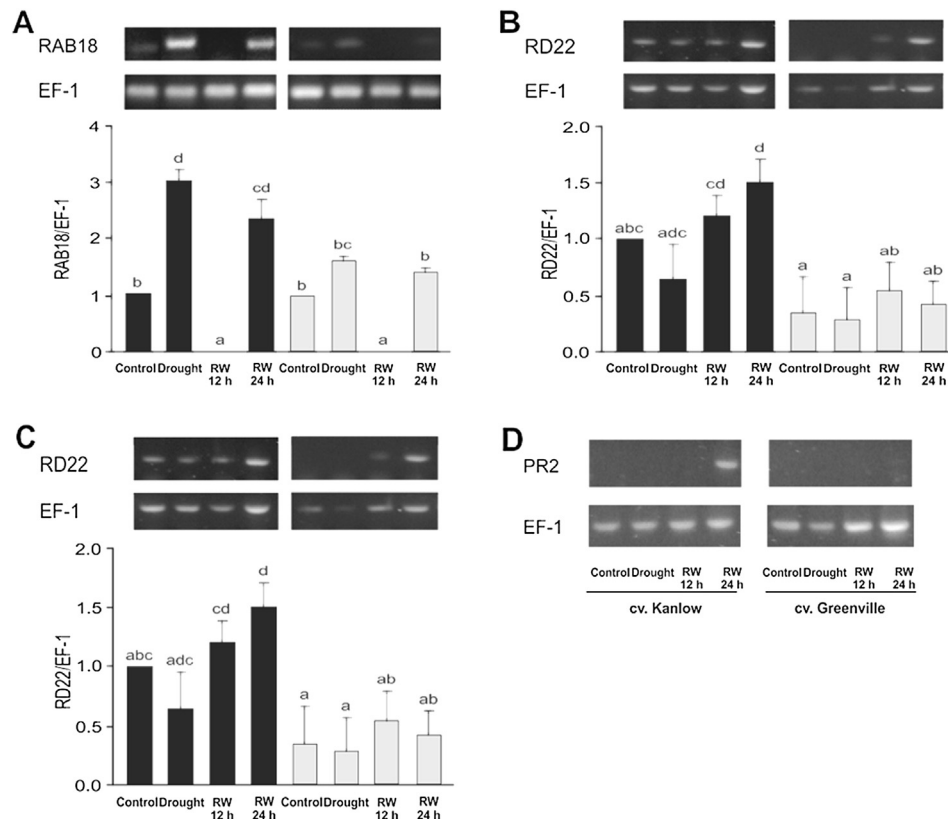 A
RAB18
EF-1
RAB18/EF-1
4
3
2
1
0
b
d
a
cd
b
bc
a
b
Control Drought RW 12 h RW 24 h Control Drought RW 12 h RW 24 h
B
RD22
EF-1
RD22/EF-1
2.0
1.5
1.0
0.5
0.0
abc
adc
cd
d
a
a
ab
ab
Control Drought RW 12 h RW 24 h Control Drought RW 12 h RW 24 h
C
RD22
EF-1
RD22/EF-1
2.0
1.5
1.0
0.5
0.0
abc
adc
cd
d
a
a
ab
ab
Control Drought RW 12 h RW 24 h Control Drought RW 12 h RW 24 h
D
PR2
EF-1
Control Drought RW 12 h RW 24 h Control Drought RW 12 h RW 24 h
cv. Kanlow
cv. Greenville